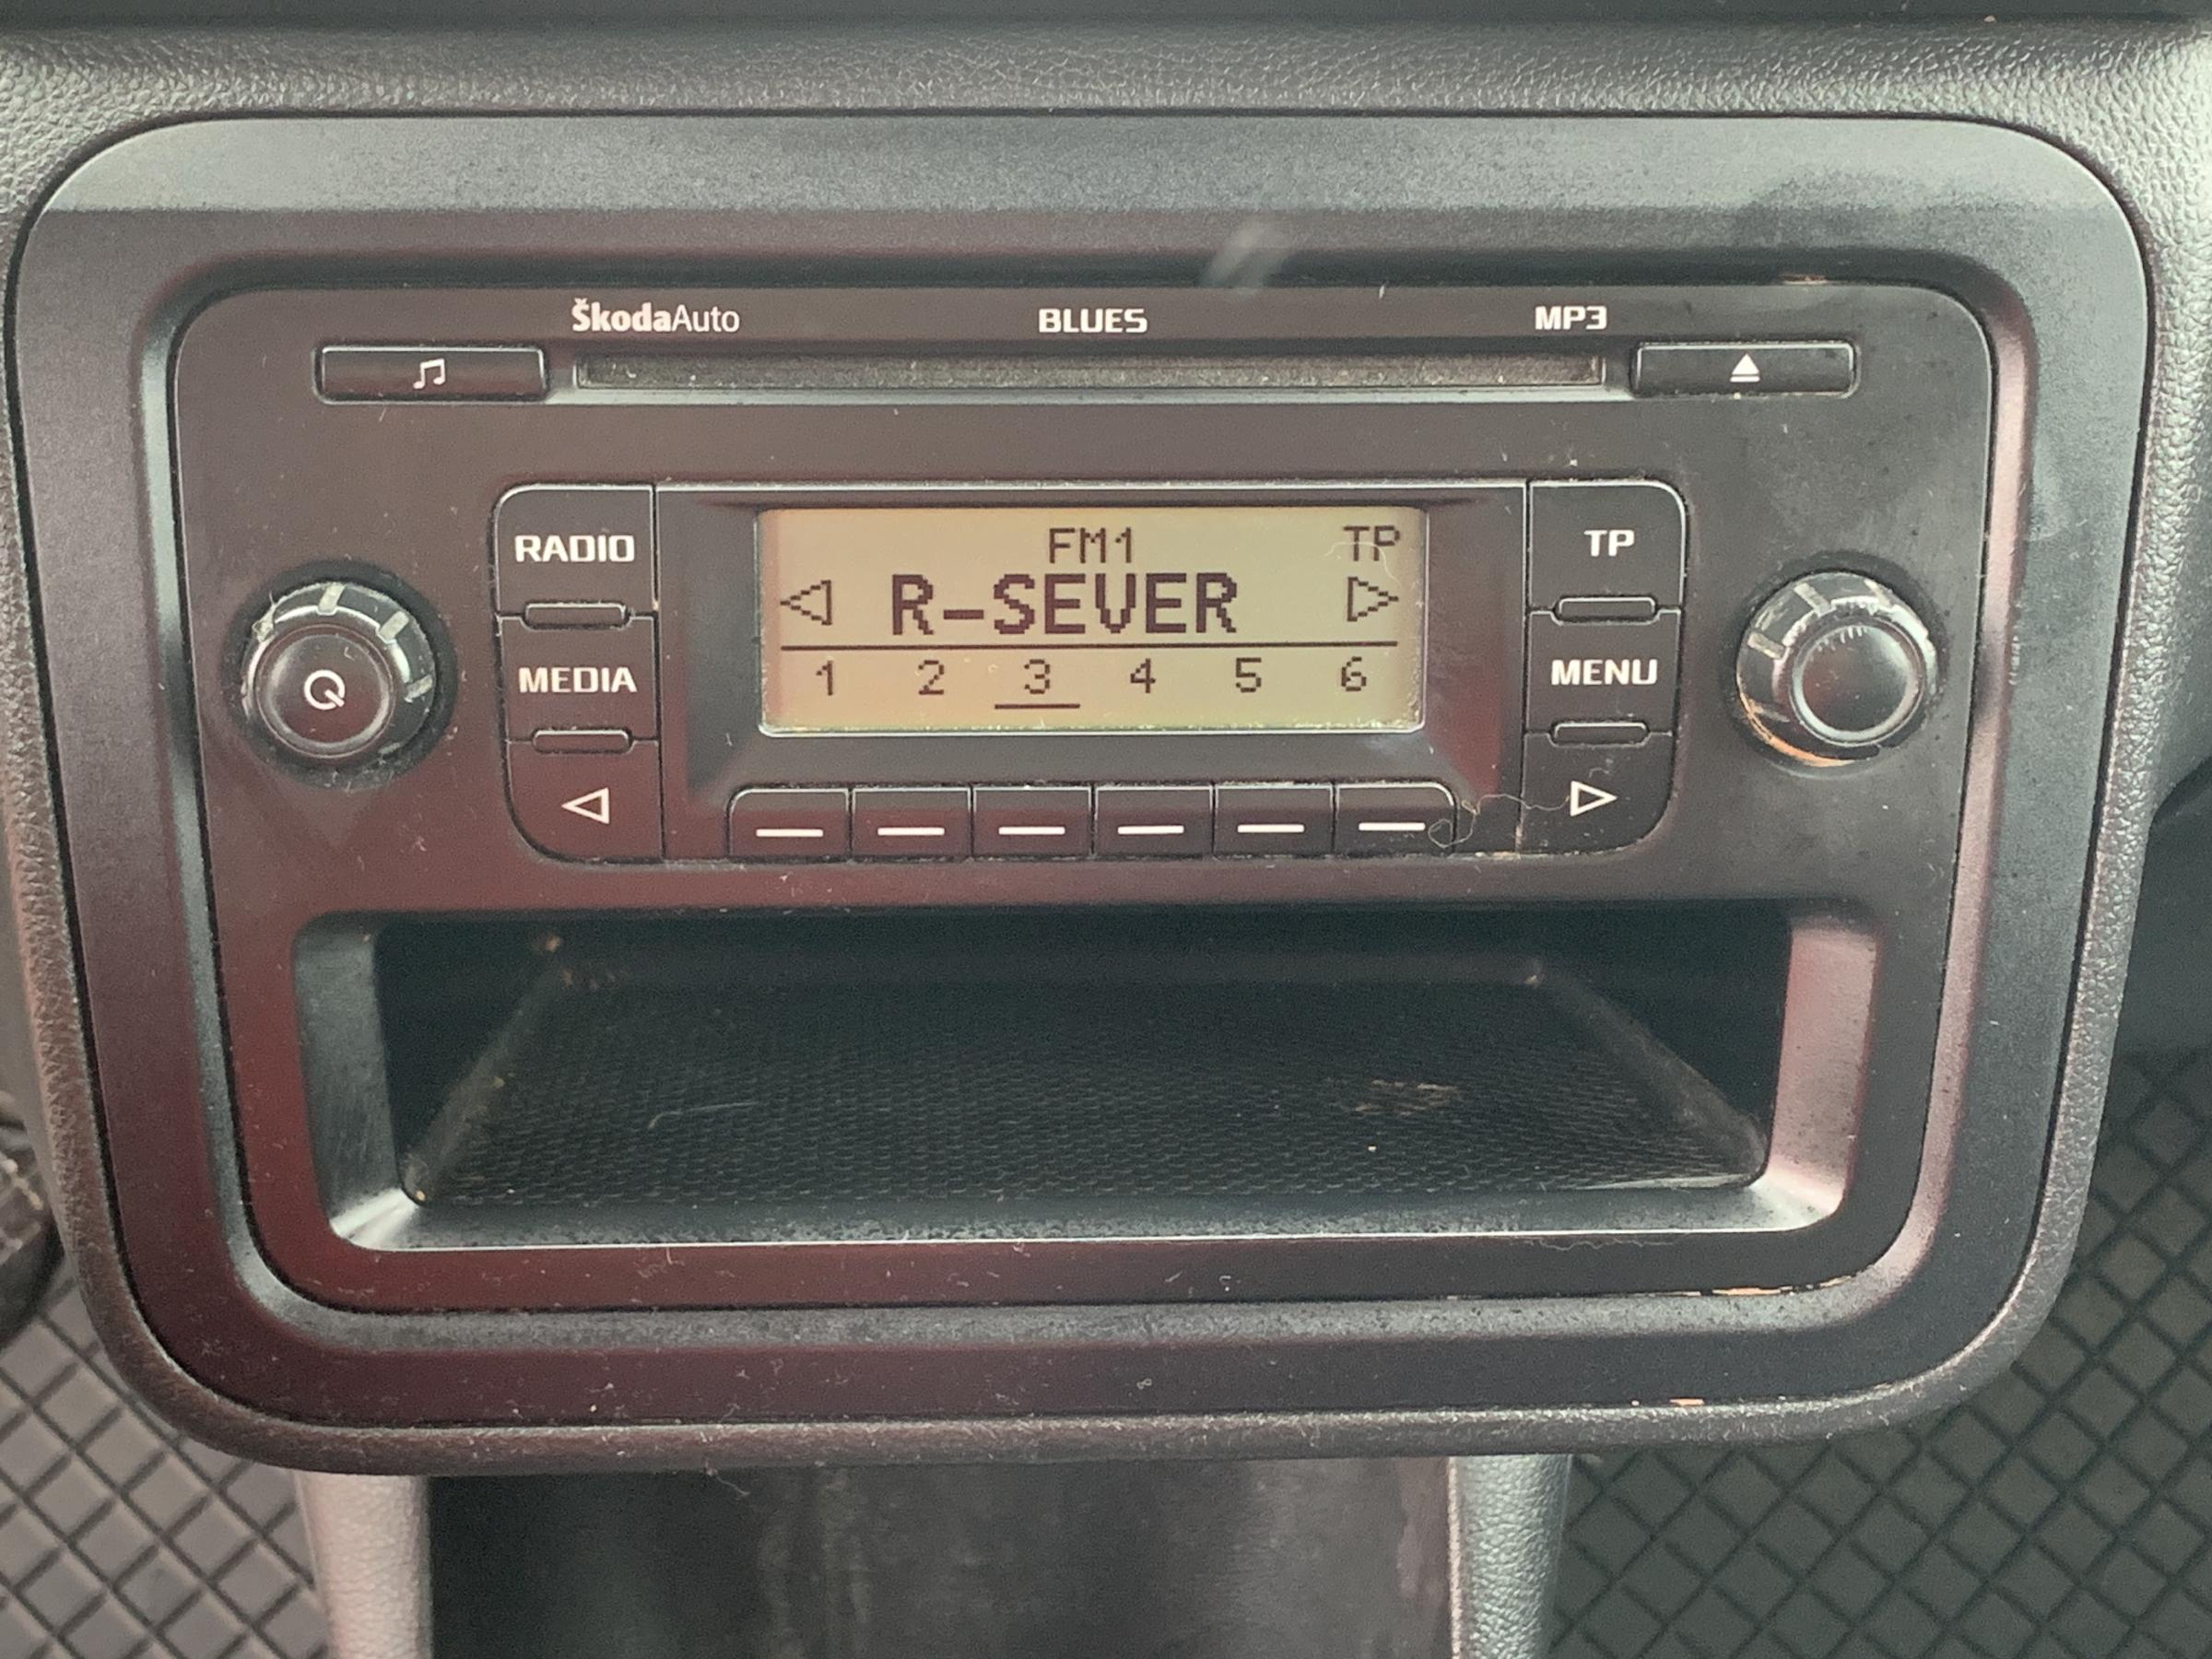 ŠkodaAuto BLUES MP3
RADIO
MEDIA
FM1 TP
R-SEVER
1 2 3 4 5 6
TP
MENU